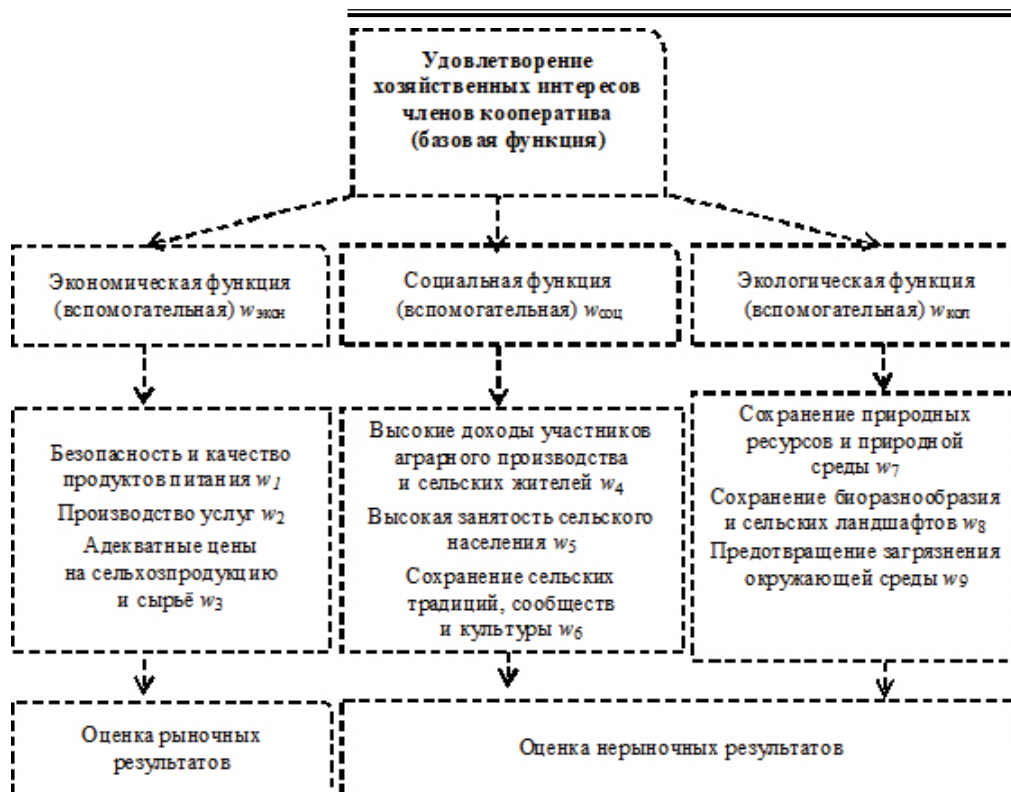 Удовлетворение
хозяйственных интересов
членов кооператива
(базовая функция)
Экономическая функция
(вспомогательная) wэкон
Социальная функция
(вспомогательная) wсоц
Экологическая функция
(вспомогательная) wкол
Безопасность и качество
продуктов питания w1
Производство услуг w2
Адекватные цены
на сельхозпродукцию
и сырьё w3
Высокие доходы участников
аграрного производства
и сельских жителей w4
Высокая занятость сельского
населения w5
Сохранение сельских
традиций, сообществ
и культуры w6
Сохранение природных
ресурсов и природной
среды w7
Сохранение биоразнообразия
и сельских ландшафтов w8
Предотвращение загрязнения
окружающей среды w9
Оценка рыночных
результатов
Оценка нерыночных результатов